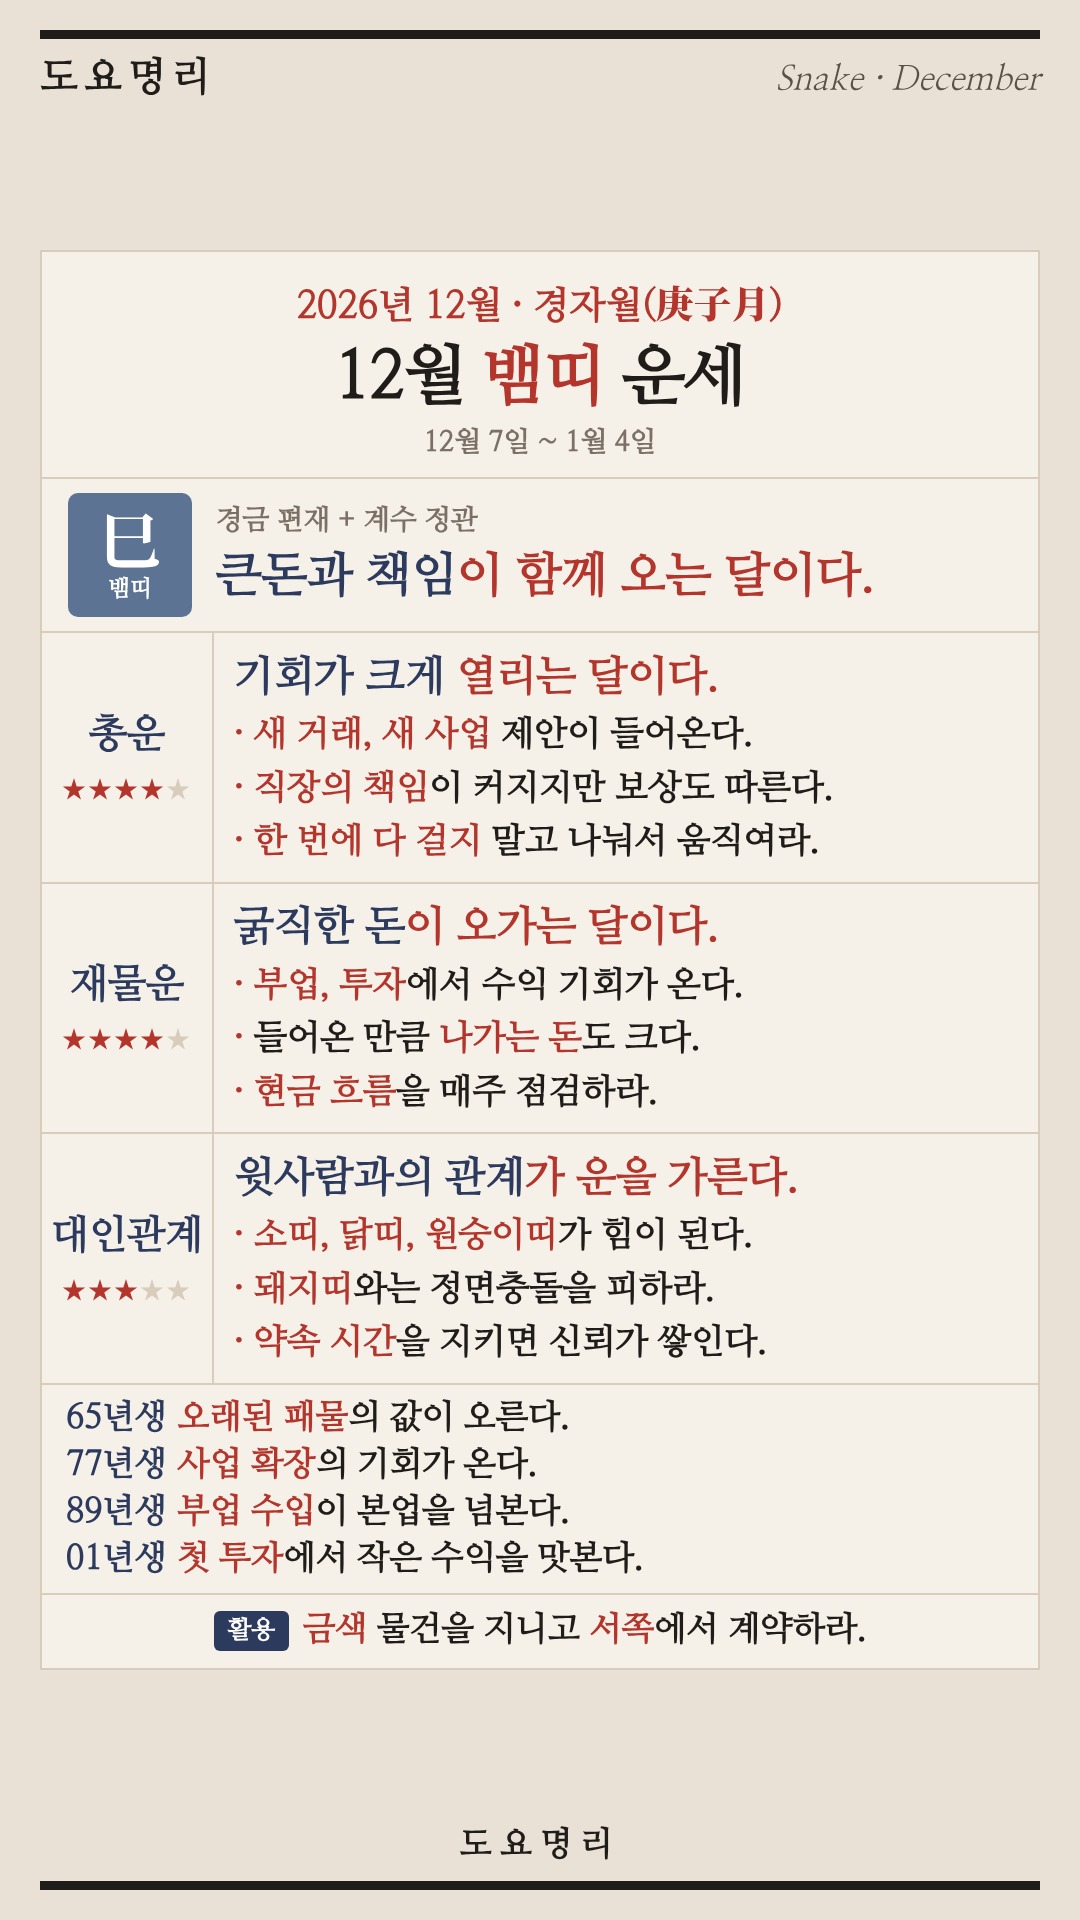 도요명리
Snake · December
2026년 12월 · 경자월(庚子月)
12월 뱀띠 운세
12월 7일 ~ 1월 4일
巳
뱀띠
경금 편재 + 계수 정관
큰돈과 책임이 함께 오는 달이다.
총운
★★★★★
기회가 크게 열리는 달이다.
· 새 거래, 새 사업 제안이 들어온다.
· 직장의 책임이 커지지만 보상도 따른다.
· 한 번에 다 걸지 말고 나눠서 움직여라.
재물운
★★★★★
굵직한 돈이 오가는 달이다.
· 부업, 투자에서 수익 기회가 온다.
· 들어온 만큼 나가는 돈도 크다.
· 현금 흐름을 매주 점검하라.
대인관계
★★★★★
윗사람과의 관계가 운을 가른다.
· 소띠, 닭띠, 원숭이띠가 힘이 된다.
· 돼지띠와는 정면충돌을 피하라.
· 약속 시간을 지키면 신뢰가 쌓인다.
65년생 오래된 패물의 값이 오른다.
77년생 사업 확장의 기회가 온다.
89년생 부업 수입이 본업을 넘본다.
01년생 첫 투자에서 작은 수익을 맛본다.
활용 금색 물건을 지니고 서쪽에서 계약하라.
도요명리